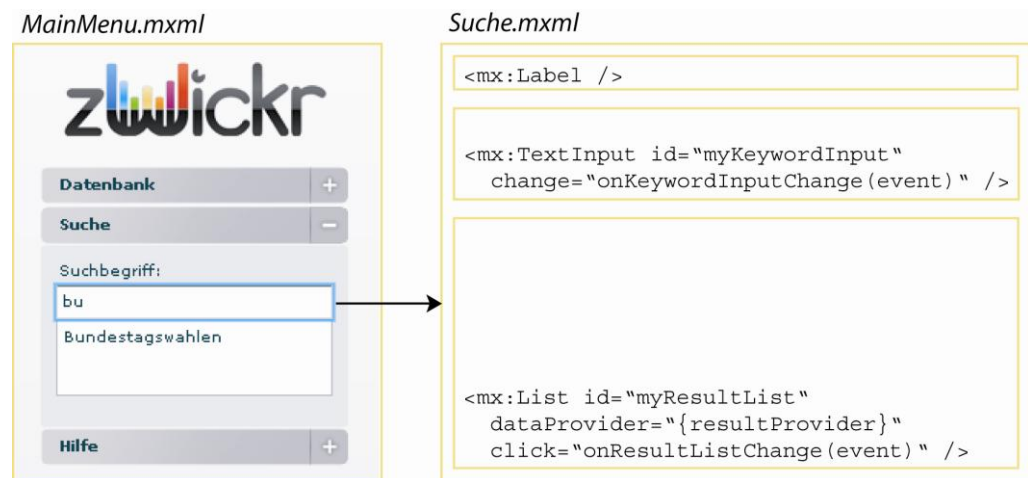 MainMenu.mxml
zwickr
Datenbank
Suche
Suchbegriff:
bu
Bundestagswahlen
Hilfe
Suche.mxml
<mx:Label />
<mx:TextInput id="myKeywordInput"
change="onKeywordInputChange(event)" />
<mx:List id="myResultList"
dataProvider="{resultProvider}"
click="onResultListChange(event)" />